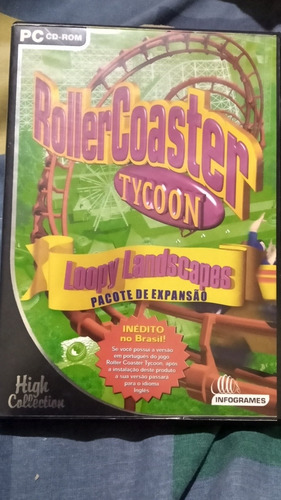 PC CD-ROM
RollerCoaster
TYCOON
Loopy Landscapes
PACOTE DE EXPANSÃO
INÉDITO
no Brasil!
Se você possui a versão
em português do jogo
Roller Coaster Tycoon, após
a instalação deste produto
a sua versão passará
para o idioma
Inglês.
High
Collection
INFOGRAMES